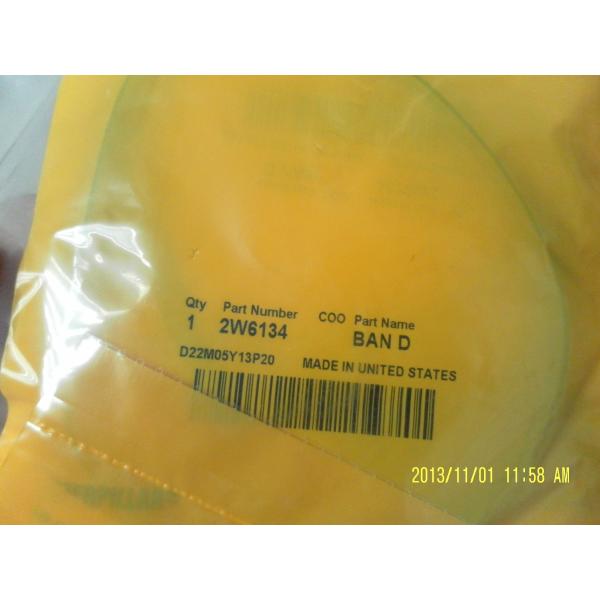 Qty Part Number COO Part Name
1 2W6134 BAN D
D22M05Y13P20 MADE IN UNITED STATES
2013/11/01 11:58 AM